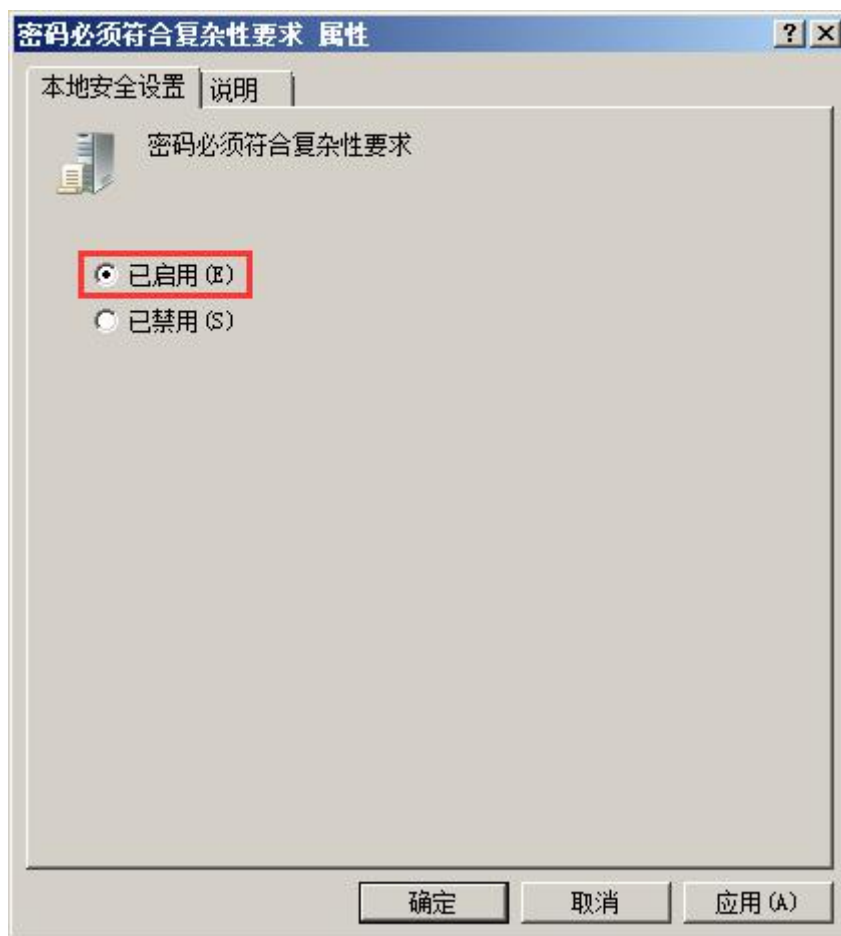 密码必须符合复杂性要求 属性
本地安全设置 说明
密码必须符合复杂性要求
已启用(E)
已禁用(S)
确定 取消 应用(A)